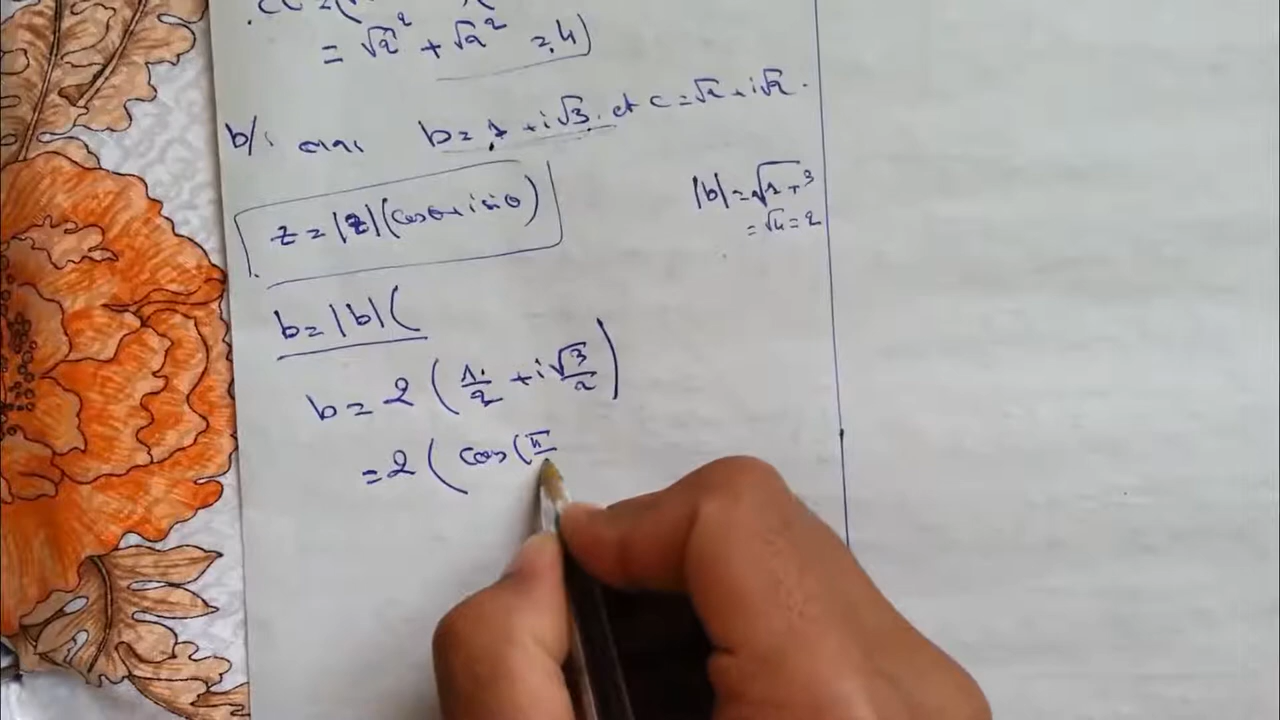 = √2² + √2² = 4)
b/ b = 1 + i√3 et c = √2 + i√2.
z = |z|(cosθ + i sinθ)
|b| = √1+3
= √4 = 2
b = |b|(
b = 2 ( 1/2 + i √3/2 )
= 2 ( cos(π